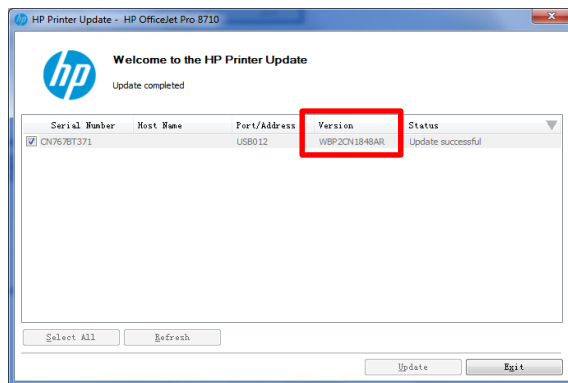 HP Printer Update - HP OfficeJet Pro 8710
hp
Welcome to the HP Printer Update
Update completed
Serial Number Host Name Port/Address Version Status
CN767BT371 USB012 WBP2CN1848AR Update successful
Select All Refresh
Update Exit